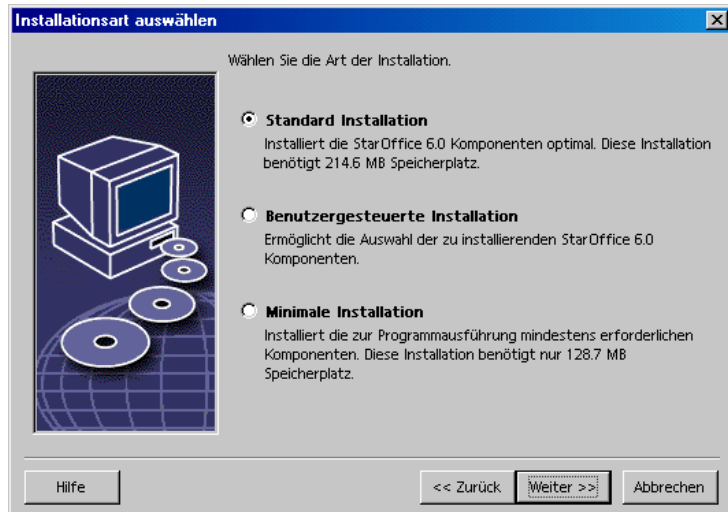 Installationsart auswählen
Wählen Sie die Art der Installation.
Standard Installation
Installiert die StarOffice 6.0 Komponenten optimal. Diese Installation
benötigt 214.6 MB Speicherplatz.
Benutzergesteuerte Installation
Ermöglicht die Auswahl der zu installierenden StarOffice 6.0
Komponenten.
Minimale Installation
Installiert die zur Programmausführung mindestens erforderlichen
Komponenten. Diese Installation benötigt nur 128.7 MB
Speicherplatz.
Hilfe
<< Zurück
Weiter >>
Abbrechen